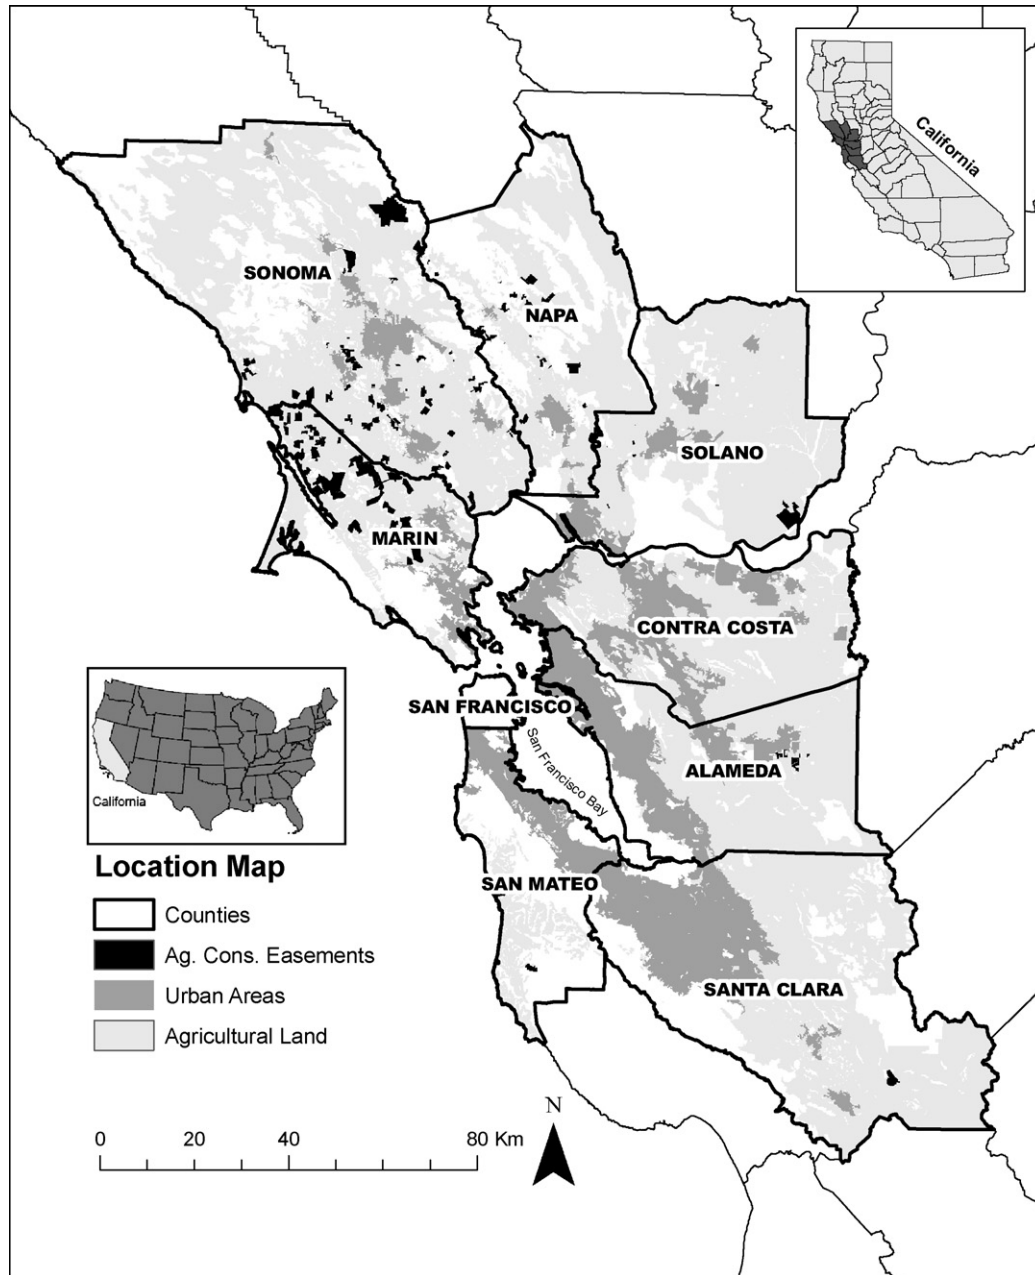 California
SONOMA
NAPA
SOLANO
MARIN
CONTRA COSTA
SAN FRANCISCO
San Francisco Bay
ALAMEDA
California
SAN MATEO
SANTA CLARA
Location Map
Counties
Ag. Cons. Easements
Urban Areas
Agricultural Land
N
0 20 40 80 Km